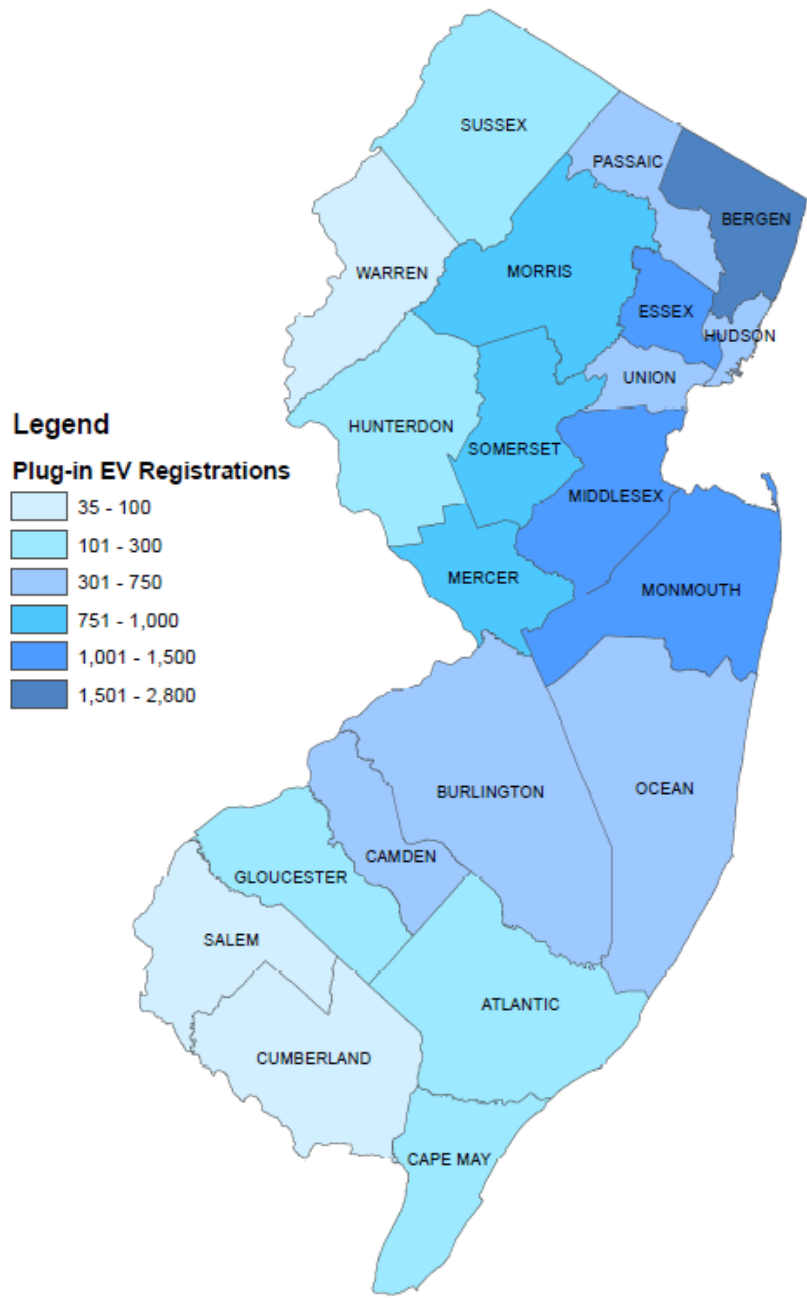 SUSSEX
PASSAIC
BERGEN
WARREN
MORRIS
ESSEX
HUDSON
UNION
HUNTERDON
SOMERSET
MIDDLESEX
MERCER
MONMOUTH
Legend
Plug-in EV Registrations
35 - 100
101 - 300
301 - 750
751 - 1,000
1,001 - 1,500
1,501 - 2,800
BURLINGTON
OCEAN
CAMDEN
GLOUCESTER
SALEM
ATLANTIC
CUMBERLAND
CAPE MAY